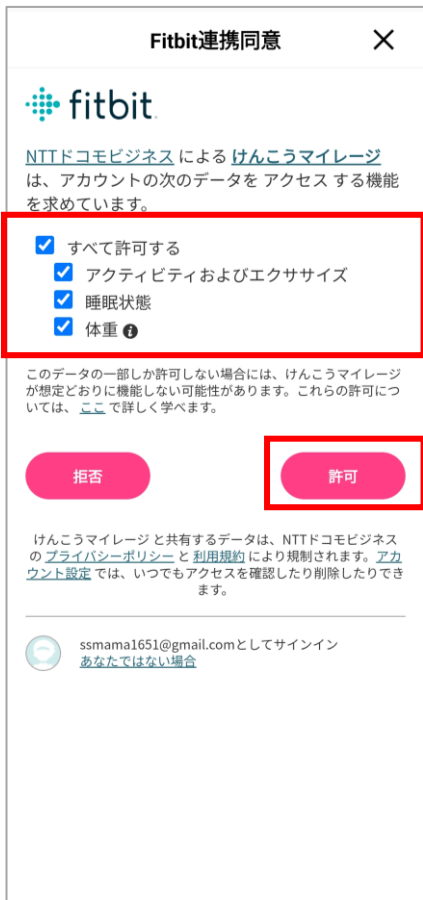 Fitbit連携同意
fitbit
NTTドコモビジネス による けんこうマイレージ
は、アカウントの次のデータを アクセス する機能
を求めています。
すべて許可する
アクティビティおよびエクササイズ
睡眠状態
体重
このデータの一部しか許可しない場合には、けんこうマイレージ
が想定どおりに機能しない可能性があります。これらの許可につ
いては、 ここ で詳しく学べます。
拒否
許可
けんこうマイレージ と共有するデータは、NTTドコモビジネス
の プライバシーポリシー と 利用規約 により規制されます。アカ
ウント設定 では、いつでもアクセスを確認したり削除したりでき
ます。
ssmama1651@gmail.comとしてサインイン
あなたではない場合